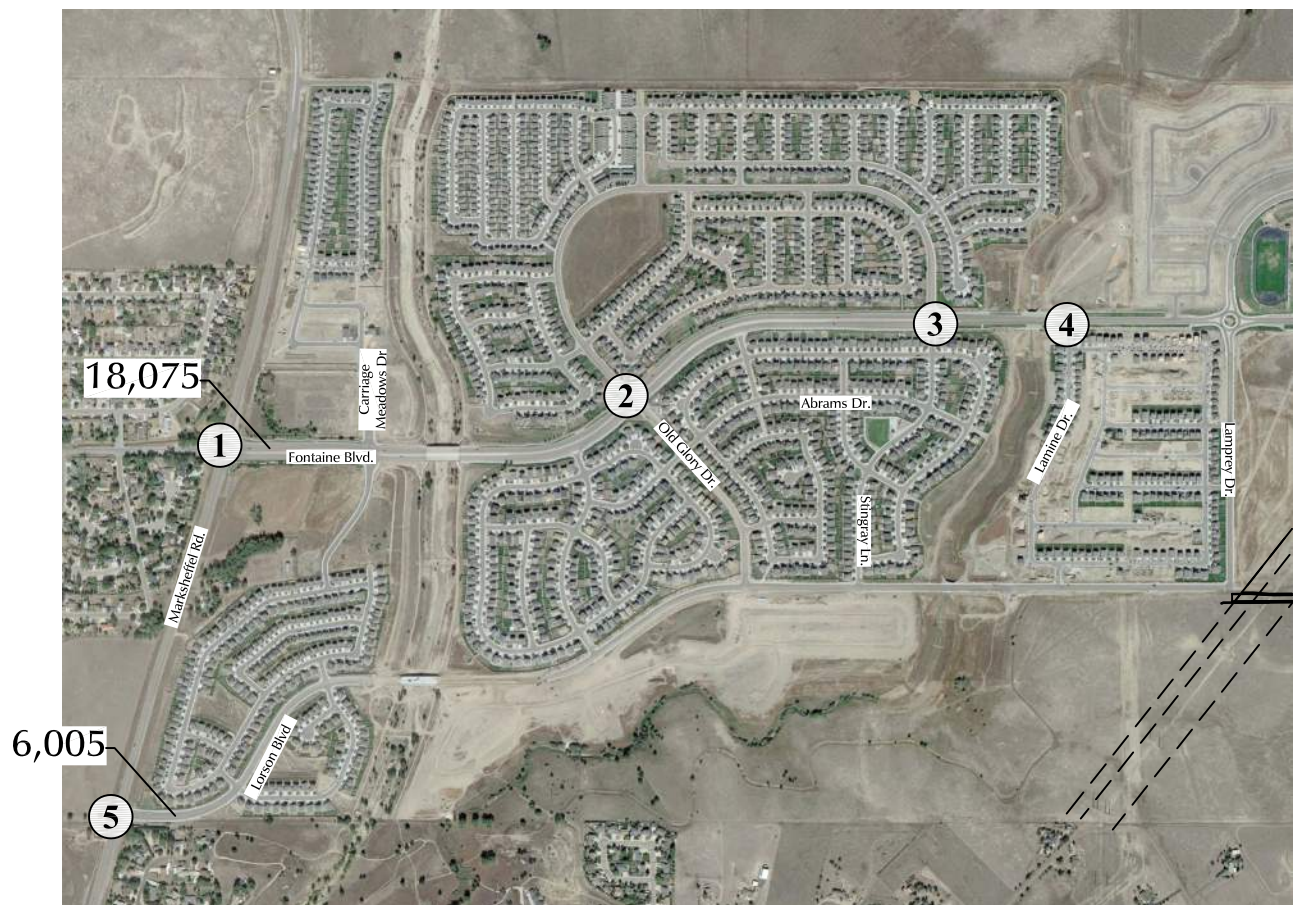 3
4
18,075
Carriage
Meadows Dr
2
Abrams Dr.
1
Fontaine Blvd.
Old Glory Dr.
Lamine Dr.
Lamprey Dr.
Stingray Ln.
Marksheffel Rd.
6,005
Lorson Blvd
5